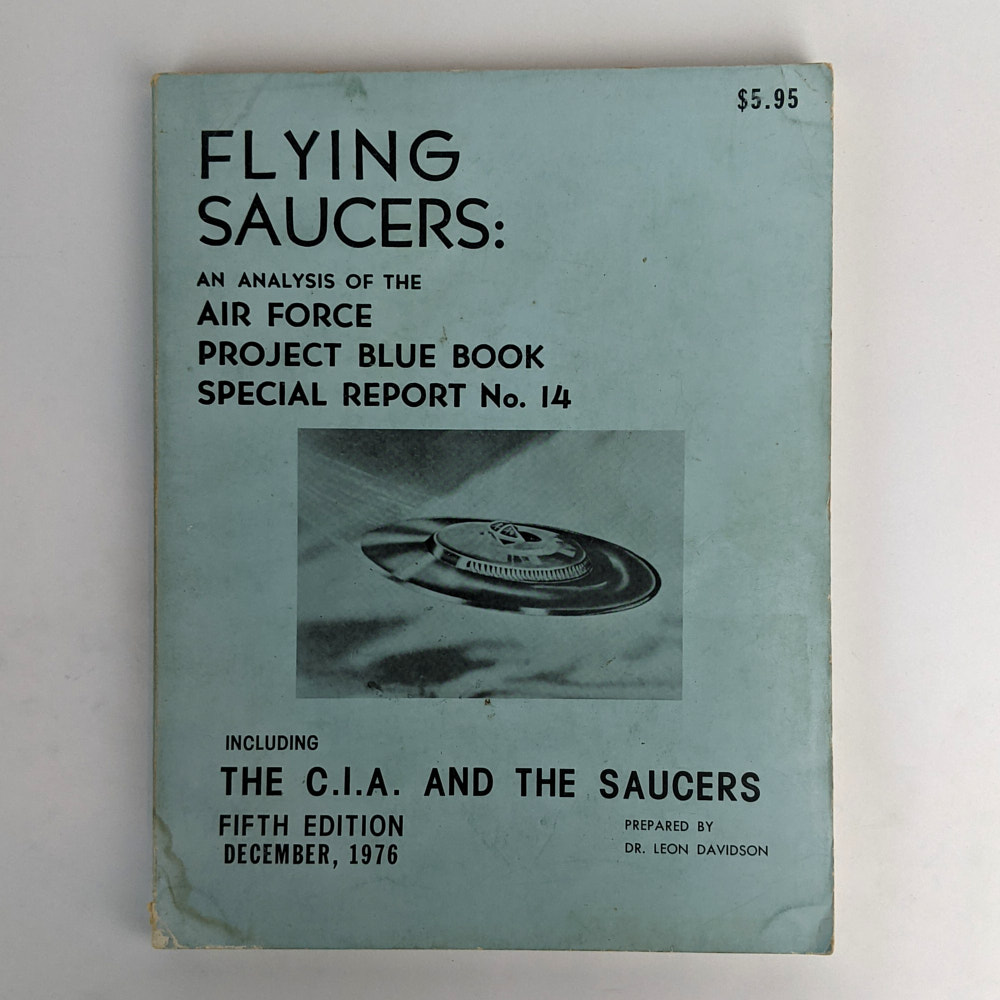 $5.95
FLYING
SAUCERS:
AN ANALYSIS OF THE
AIR FORCE
PROJECT BLUE BOOK
SPECIAL REPORT No. 14
INCLUDING
THE C.I.A. AND THE SAUCERS
FIFTH EDITION
DECEMBER, 1976
PREPARED BY
DR. LEON DAVIDSON